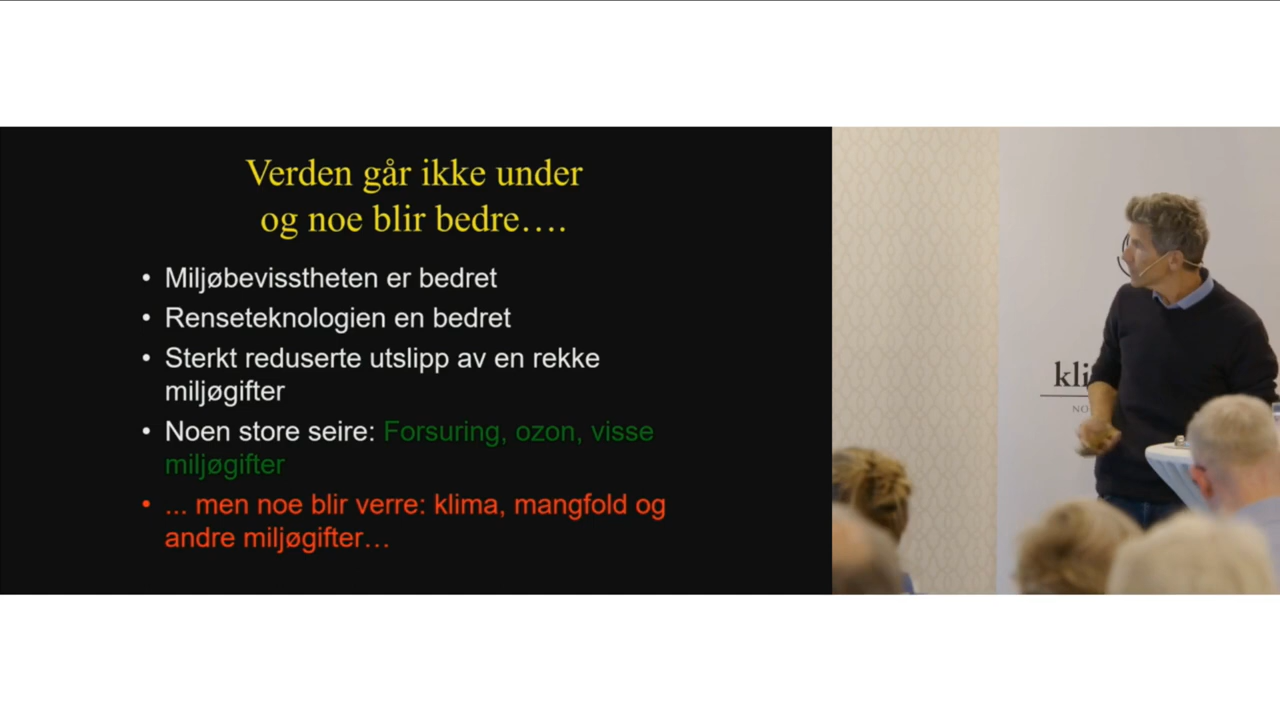 Verden går ikke under
og noe blir bedre….
• Miljøbevisstheten er bedret
• Renseteknologien en bedret
• Sterkt reduserte utslipp av en rekke
miljøgifter
• Noen store seire: Forsuring, ozon, visse
miljøgifter
• ... men noe blir verre: klima, mangfold og
andre miljøgifter…